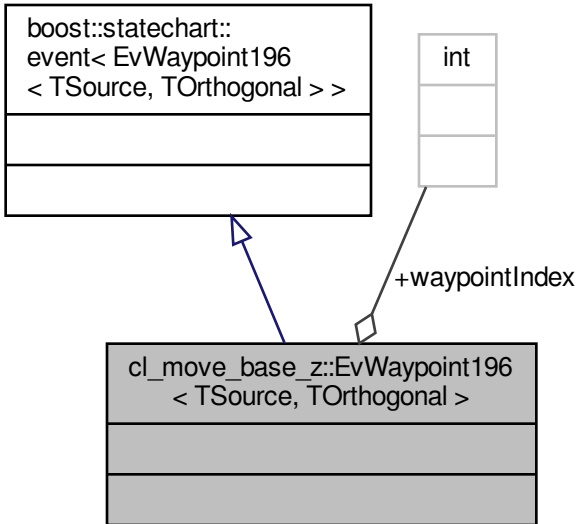 boost::statechart::
event< EvWaypoint196
< TSource, TOrthogonal > >
int
+waypointIndex
cl_move_base_z::EvWaypoint196
< TSource, TOrthogonal >